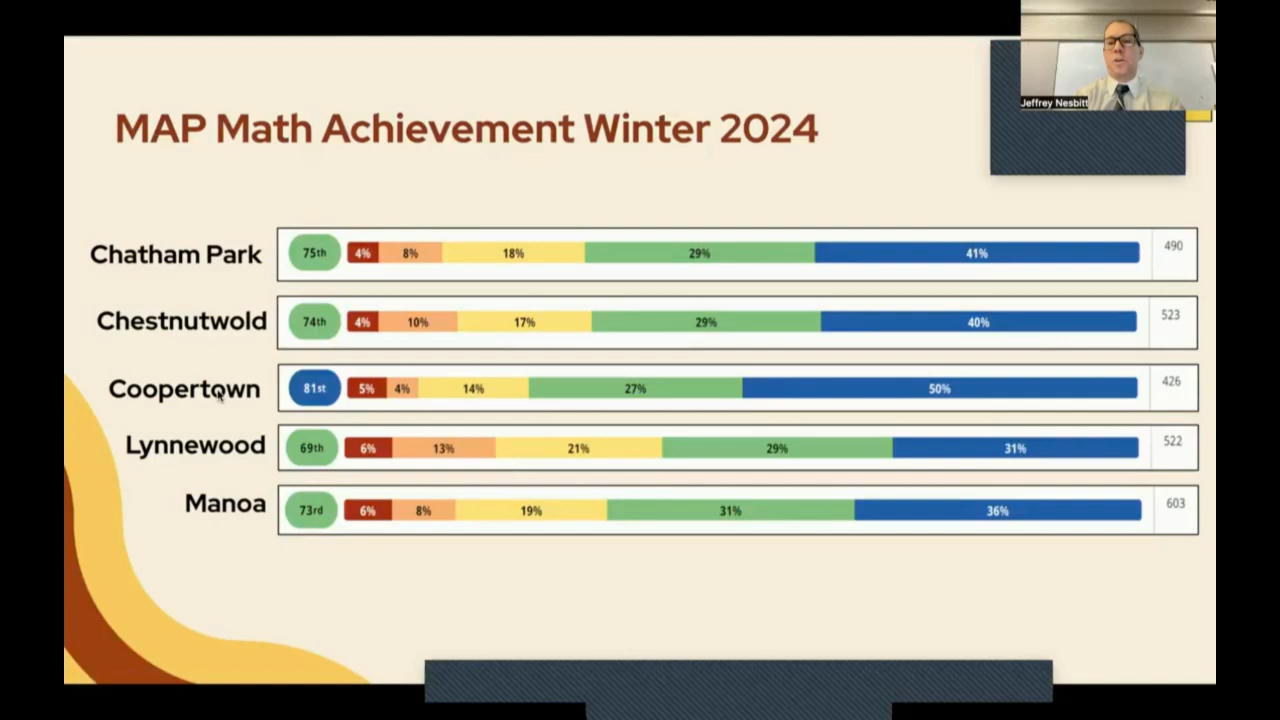 Jeffrey Nesbitt
MAP Math Achievement Winter 2024
Chatham Park 75th 4% 8% 18% 29% 41% 490
Chestnutwold 74th 4% 10% 17% 29% 40% 523
Coopertown 81st 5% 4% 14% 27% 50% 426
Lynnewood 69th 6% 13% 21% 29% 31% 522
Manoa 73rd 6% 8% 19% 31% 36% 603